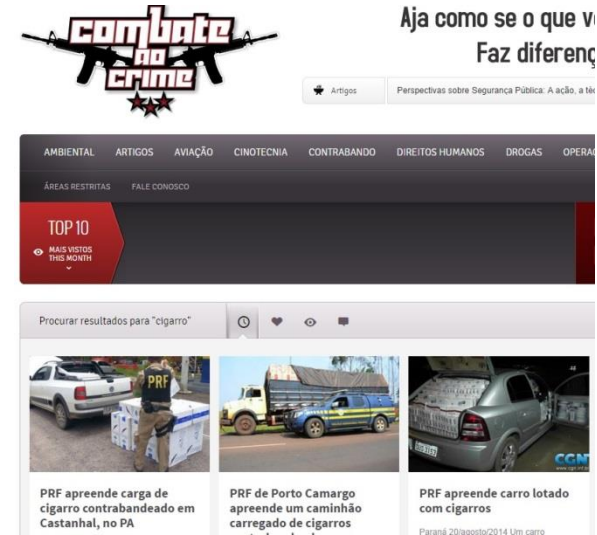 combate
ao
crime
Aja como se o que
Faz diferenç
Artigos
Perspectivas sobre Segurança Pública: A ação, a
AMBIENTAL ARTIGOS AVIAÇÃO CINOTECNIA CONTRABANDO DIREITOS HUMANOS DROGAS OPERA
ÁREAS RESTRITAS FALE CONOSCO
TOP 10
MAIS VISTOS
THIS MONTH
Procurar resultados para "cigarro"
PRF
CGN
PRF apreende carga de
cigarro contrabandeado em
Castanhal, no PA
PRF de Porto Camargo
apreende um caminhão
carregado de cigarros
PRF apreende carro lotado
com cigarros
Paraná 20/agosto/2014 Um carro